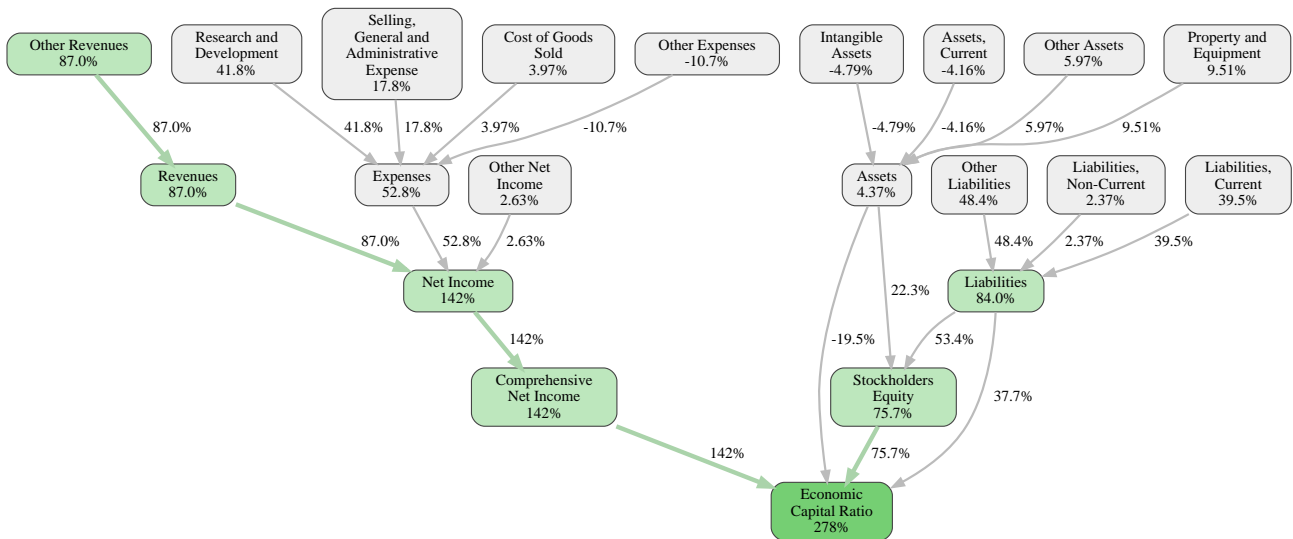 Other Revenues
87.0%
Research and
Development
41.8%
Selling,
General and
Administrative
Expense
17.8%
Cost of Goods
Sold
3.97%
Other Expenses
-10.7%
Intangible
Assets
-4.79%
Assets,
Current
-4.16%
Other Assets
5.97%
Property and
Equipment
9.51%
87.0%
41.8%
17.8%
3.97%
-10.7%
-4.79%
-4.16%
5.97%
9.51%
Revenues
87.0%
Expenses
52.8%
Other Net
Income
2.63%
Assets
4.37%
Other
Liabilities
48.4%
Liabilities,
Non-Current
2.37%
Liabilities,
Current
39.5%
87.0%
52.8%
2.63%
48.4%
2.37%
39.5%
Net Income
142%
22.3%
Liabilities
84.0%
142%
-19.5%
53.4%
Comprehensive
Net Income
142%
Stockholders
Equity
75.7%
37.7%
142%
75.7%
Economic
Capital Ratio
278%